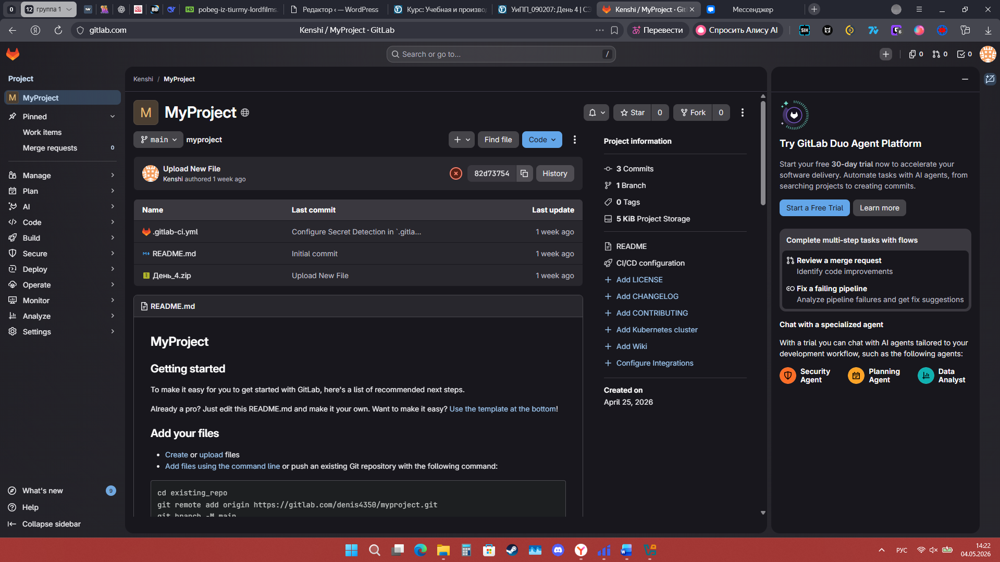 0
12 группа 1
pobeg-iz-tiurmy-lordfilms.
Редактор ‹ — WordPress
Курс: Учебная и производ
УиПП_090207: День 4 | СЭ
Kenshi / MyProject · Git
Мессенджер
gitlab.com
Kenshi / MyProject · GitLab
Перевести
Спросить Алису AI
Search or go to...
/
0
0
0
Project
M MyProject
Pinned
Work items
Merge requests 0
Manage
Plan
AI
Code
Build
Secure
Deploy
Operate
Monitor
Analyze
Settings
What's new 9
Help
Collapse sidebar
Kenshi / MyProject
M MyProject
Star 0
Fork 0
main
myproject
Find file
Code
Upload New File
Kenshi authored 1 week ago
82d73754
History
Name Last commit Last update
.gitlab-ci.yml Configure Secret Detection in `.gitla... 1 week ago
README.md Initial commit 1 week ago
День_4.zip Upload New File 1 week ago
README.md
MyProject
Getting started
To make it easy for you to get started with GitLab, here's a list of recommended next steps.
Already a pro? Just edit this README.md and make it your own. Want to make it easy? Use the template at the bottom!
Add your files
• Create or upload files
• Add files using the command line or push an existing Git repository with the following command:
cd existing_repo
git remote add origin https://gitlab.com/denis4350/myproject.git
git branch -M main
Project information
3 Commits
1 Branch
0 Tags
5 KiB Project Storage
README
CI/CD configuration
Add LICENSE
Add CHANGELOG
Add CONTRIBUTING
Add Kubernetes cluster
Add Wiki
Configure Integrations
Created on
April 25, 2026
Try GitLab Duo Agent Platform
Start your free 30-day trial now to accelerate your
software delivery. Automate tasks with AI agents, from
searching projects to creating commits.
Start a Free Trial
Learn more
Complete multi-step tasks with flows
Review a merge request
Identify code improvements
Fix a failing pipeline
Analyze pipeline failures and get fix suggestions
Chat with a specialized agent
With a trial you can chat with AI agents tailored to your
development workflow, such as the following agents:
Security
Agent
Planning
Agent
Data
Analyst
РУС
14:22
04.05.2026